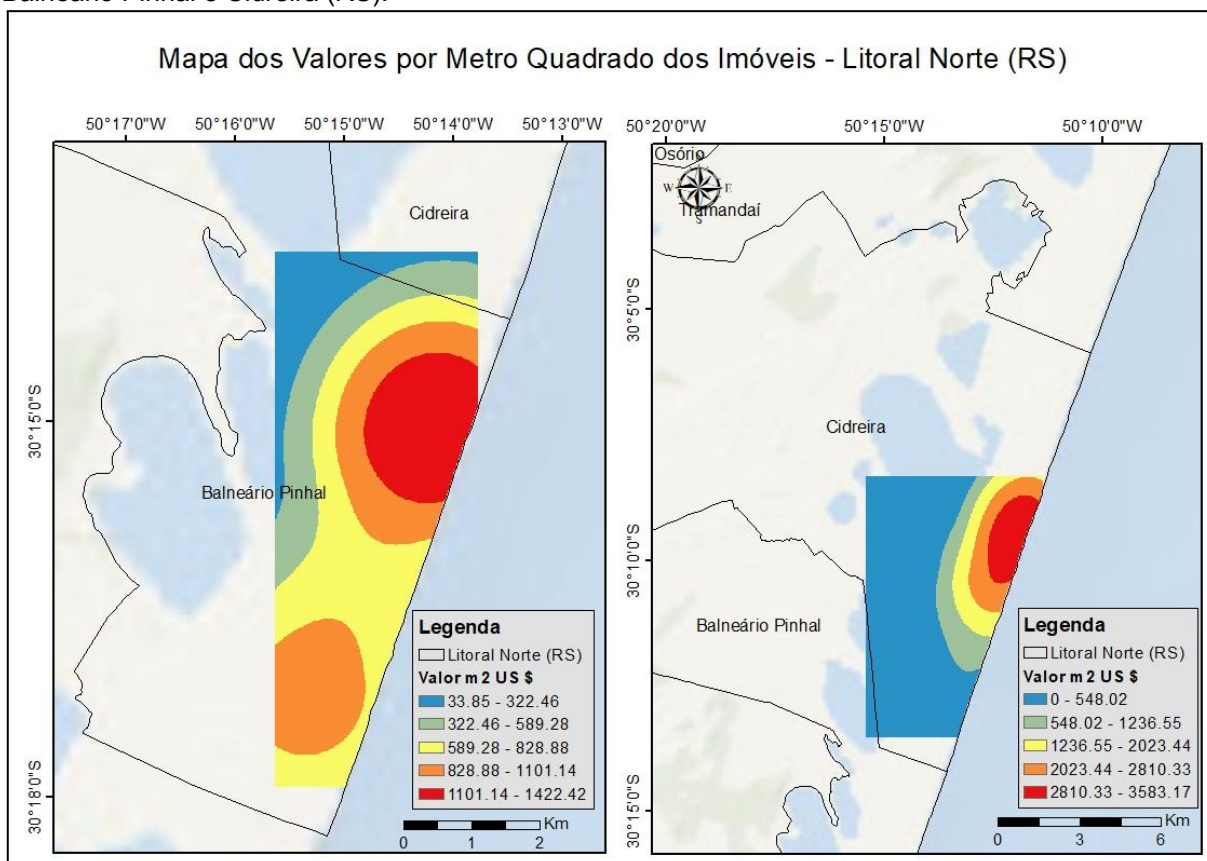 Balneário Pinhal e Cidreira (RS).
Mapa dos Valores por Metro Quadrado dos Imóveis - Litoral Norte (RS)
50°17'0"W 50°16'0"W 50°15'0"W 50°14'0"W 50°13'0"W
Cidreira
30°15'0"S
Balneário Pinhal
30°18'0"S
Legenda
Litoral Norte (RS)
Valor m 2 US $
33.85 - 322.46
322.46 - 589.28
589.28 - 828.88
828.88 - 1101.14
1101.14 - 1422.42
Km
0 1 2
50°20'0"W 50°15'0"W 50°10'0"W
Osório
N
W E
S
Tramandaí
30°5'0"S
Cidreira
30°10'0"S
Balneário Pinhal
30°15'0"S
Legenda
Litoral Norte (RS)
Valor m 2 US $
0 - 548.02
548.02 - 1236.55
1236.55 - 2023.44
2023.44 - 2810.33
2810.33 - 3583.17
Km
0 3 6